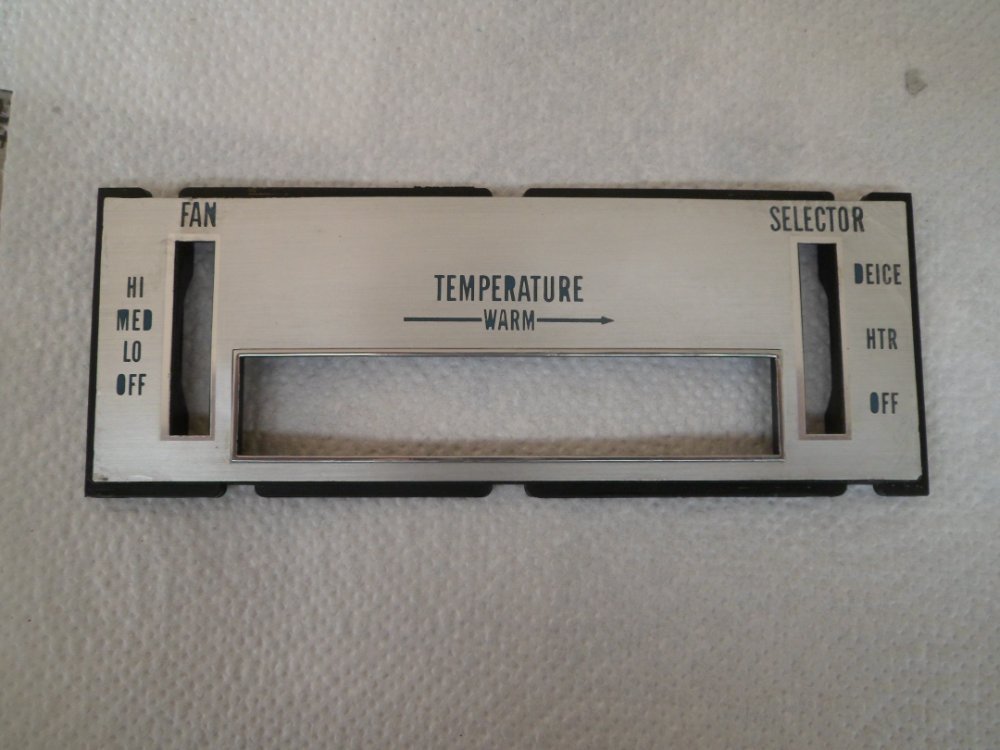 FAN
HI
MED
LO
OFF
TEMPERATURE
WARM
SELECTOR
DEICE
HTR
OFF